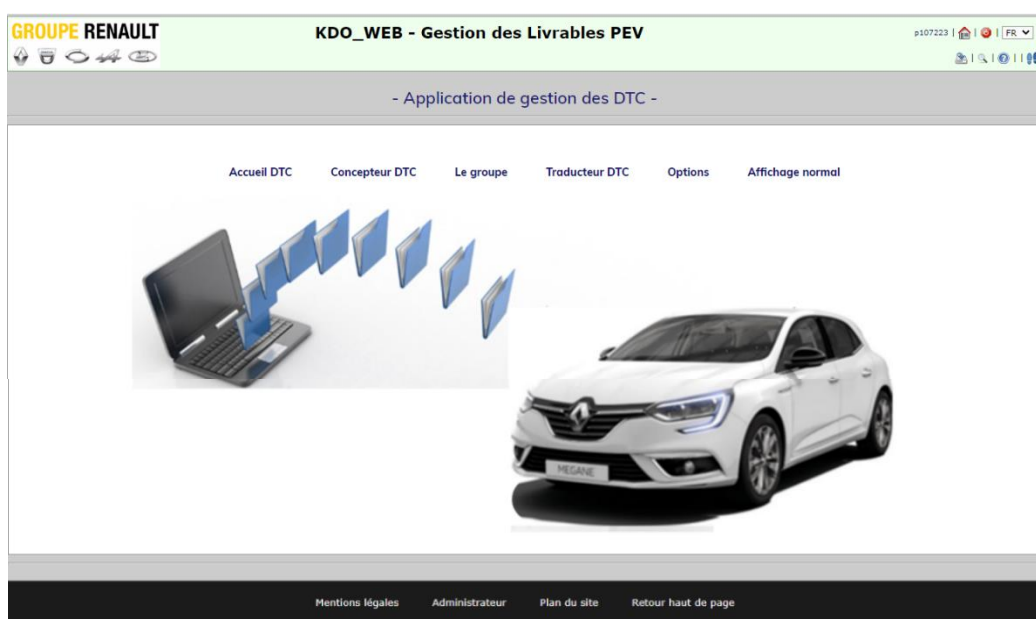 GROUPE RENAULT
KDO_WEB - Gestion des Livrables PEV
p107223 | | | FR
- Application de gestion des DTC -
Accueil DTC Concepteur DTC Le groupe Traducteur DTC Options Affichage normal
MEGANE
Mentions légales Administrateur Plan du site Retour haut de page